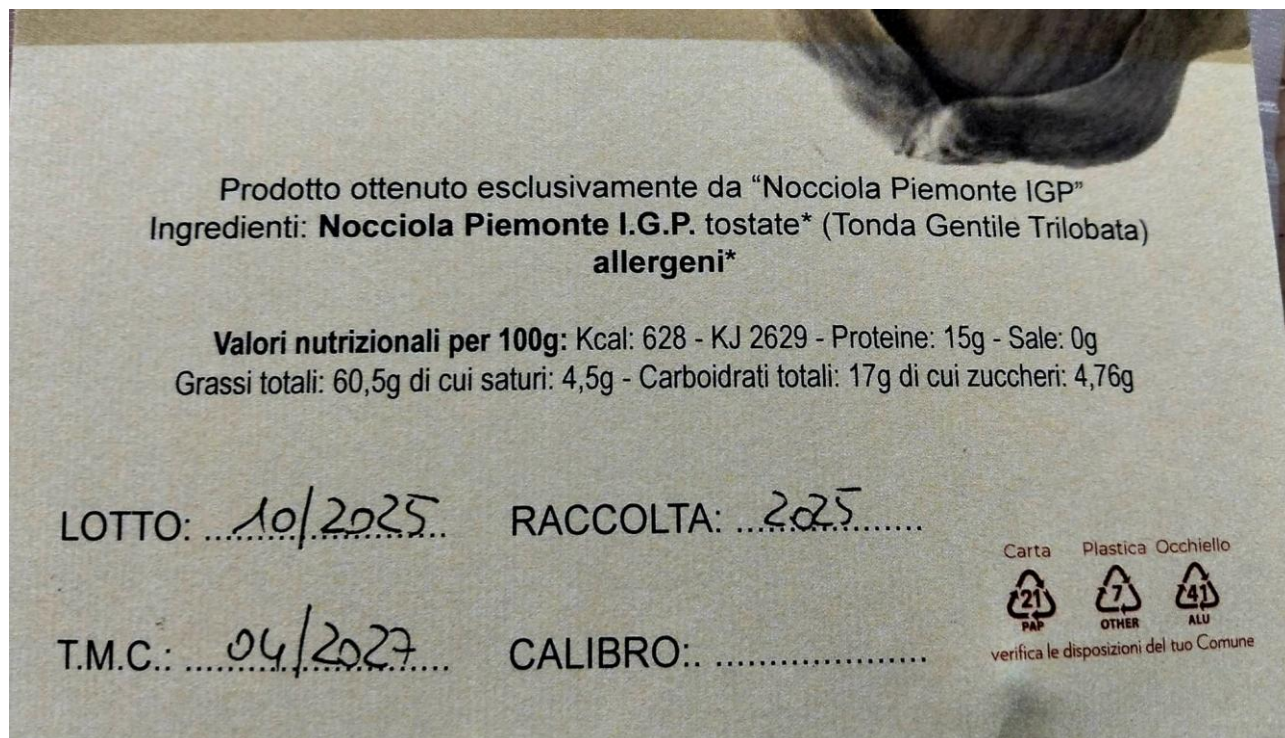 Prodotto ottenuto esclusivamente da “Nocciola Piemonte IGP”
Ingredienti: Nocciola Piemonte I.G.P. tostate* (Tonda Gentile Trilobata)
allergeni*
Valori nutrizionali per 100g: Kcal: 628 - KJ 2629 - Proteine: 15g - Sale: 0g
Grassi totali: 60,5g di cui saturi: 4,5g - Carboidrati totali: 17g di cui zuccheri: 4,76g
LOTTO: ..10/2025.. RACCOLTA: ..2025........
T.M.C.: ....04/2027.... CALIBRO:. .....................
Carta Plastica Occhiello
21 7 41
PAP OTHER ALU
verifica le disposizioni del tuo Comune